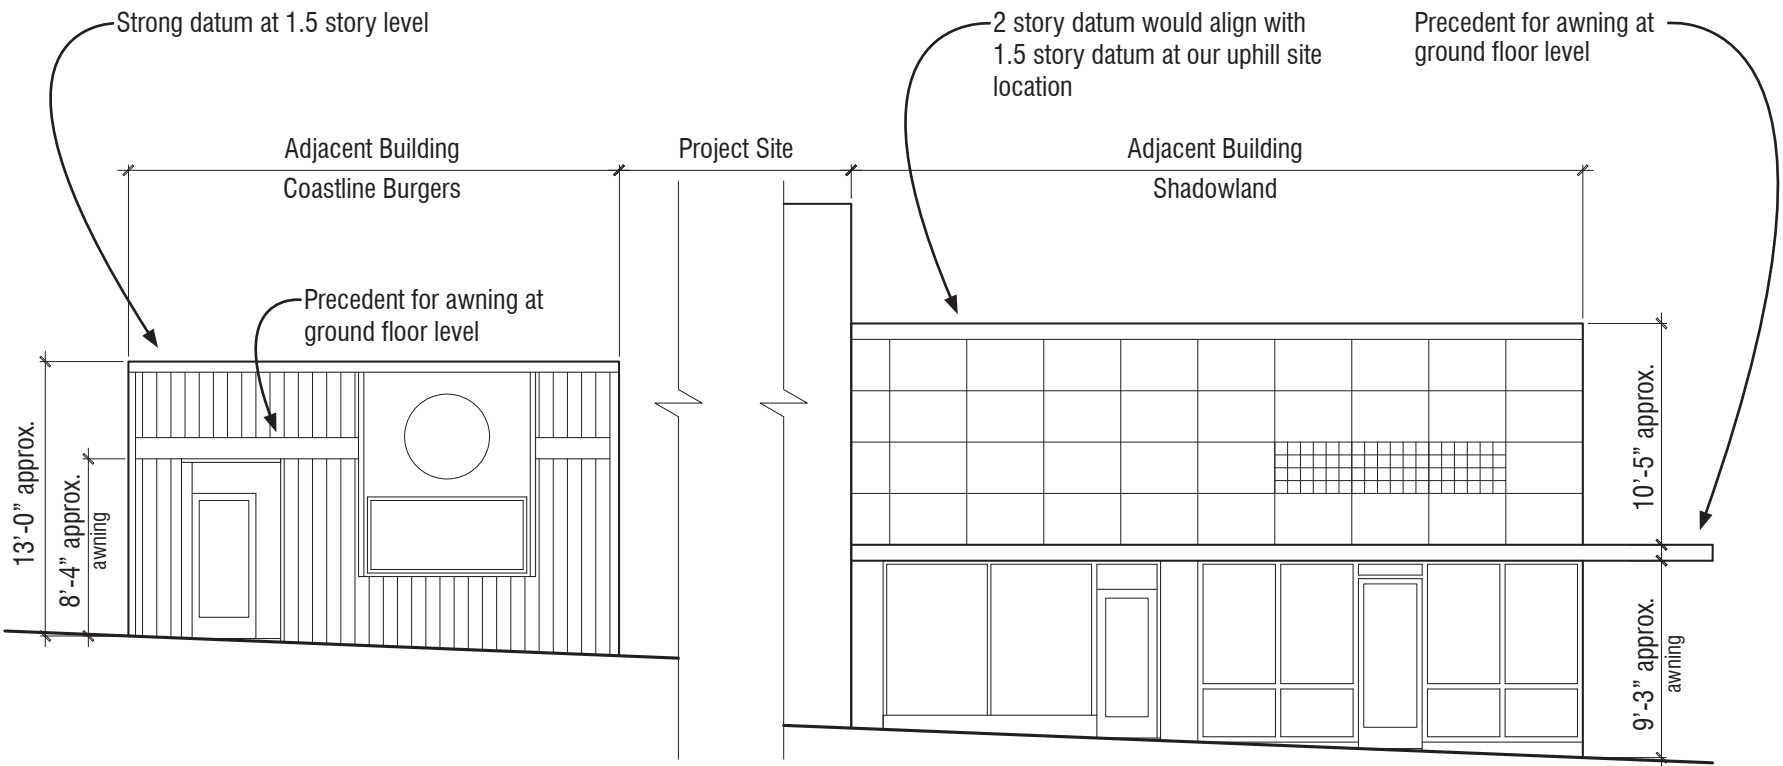 Strong datum at 1.5 story level
2 story datum would align with
1.5 story datum at our uphill site
location
Precedent for awning at
ground floor level
Adjacent Building
Coastline Burgers
Project Site
Adjacent Building
Shadowland
Precedent for awning at
ground floor level
13’-0” approx.
8’-4” approx.
awning
10’-5” approx.
9’-3” approx.
awning